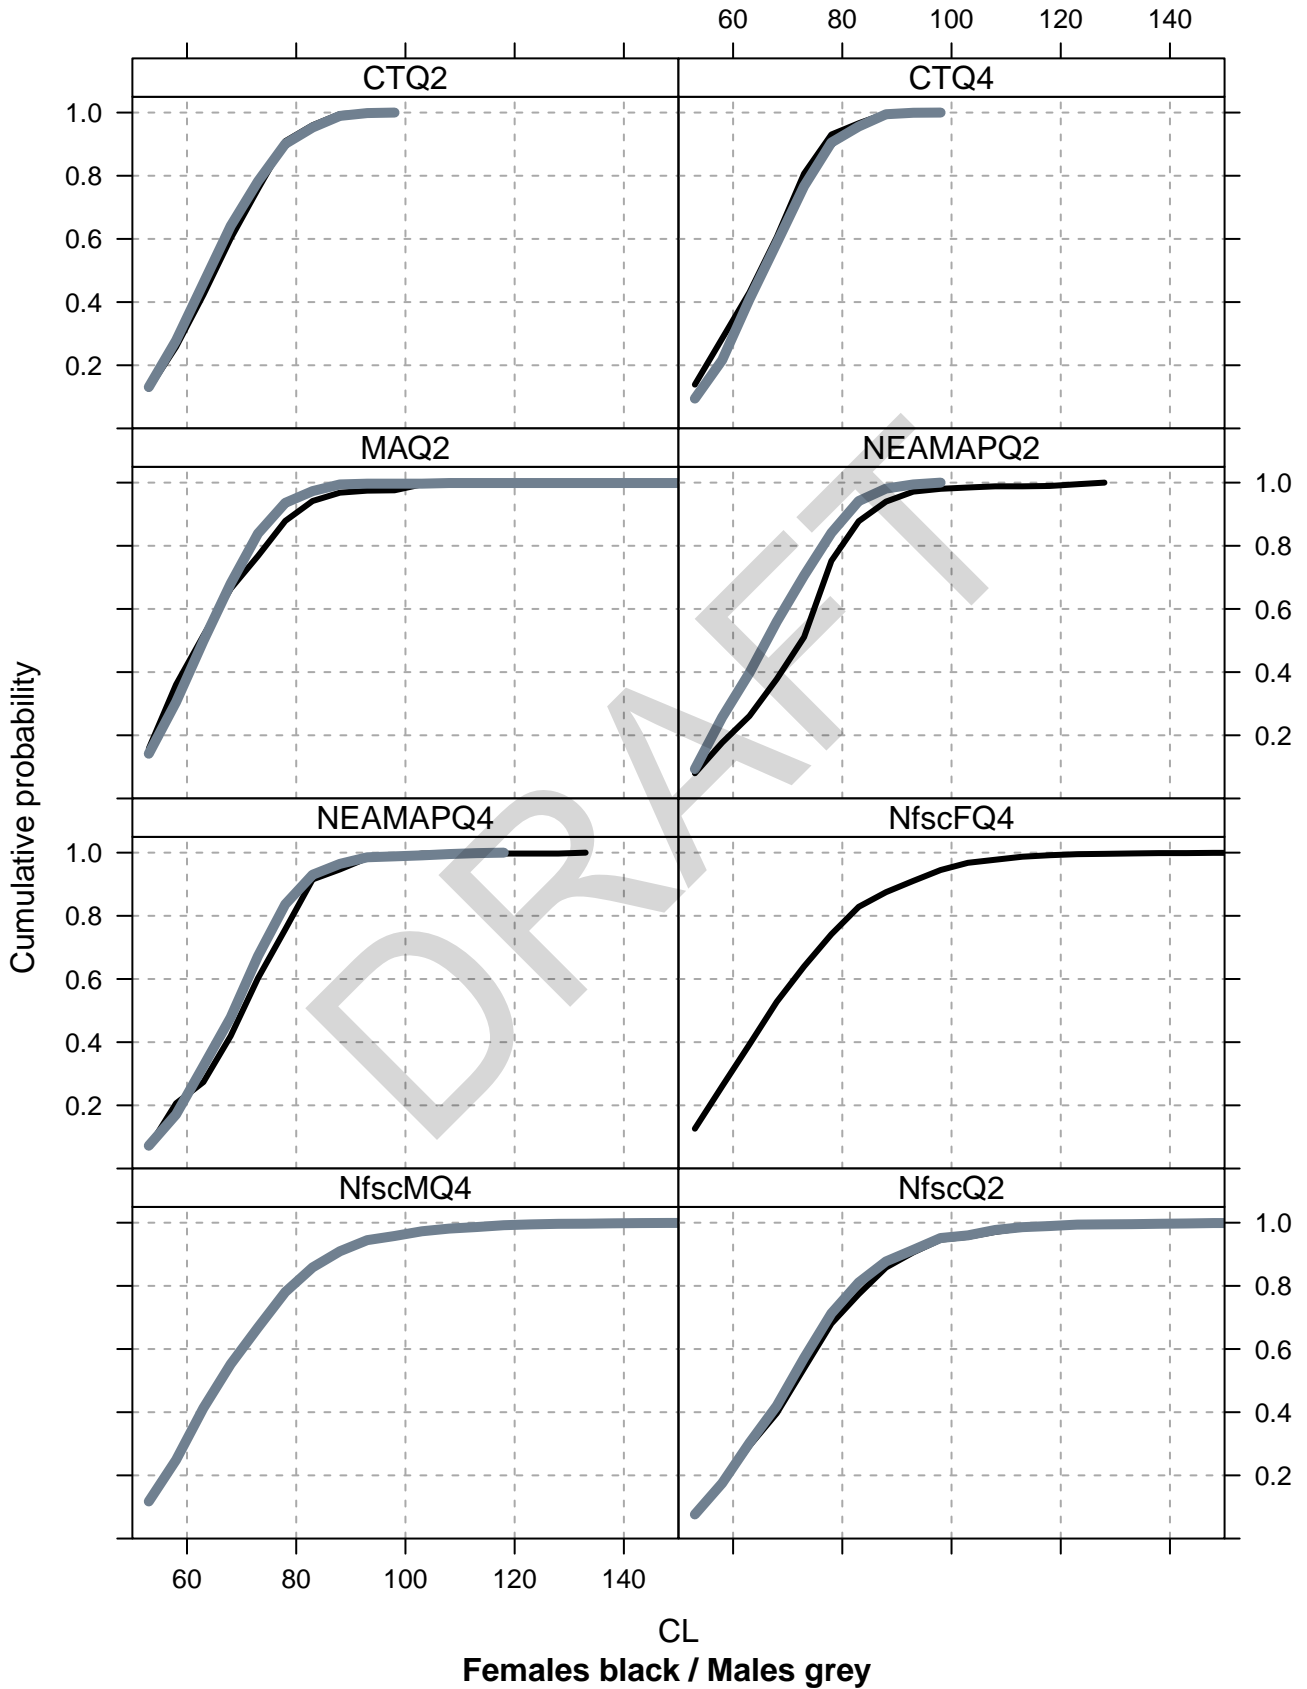 60 80 100 120 140
CTQ2 CTQ4
1.0
0.8
0.6
0.4
0.2
MAQ2 NEAMAPQ2
1.0
0.8
0.6
0.4
0.2
NEAMAPQ4 NfscFQ4
1.0
0.8
0.6
0.4
0.2
NfscMQ4 NfscQ2
1.0
0.8
0.6
0.4
0.2
60 80 100 120 140
Cumulative probability
CL
Females black / Males grey
DRAFT